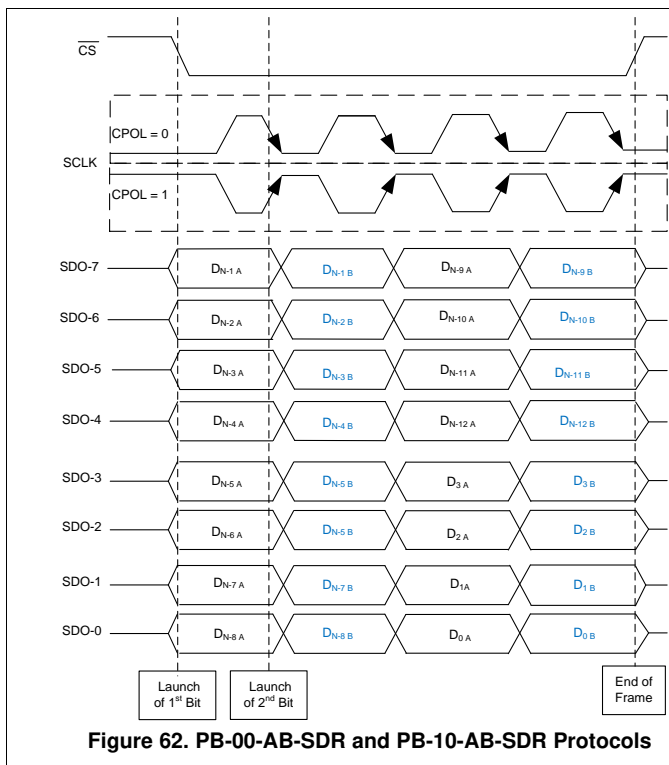 CS
CPOL = 0
SCLK
CPOL = 1
SDO-7 DN-1 A DN-1 B DN-9 A DN-9 B
SDO-6 DN-2 A DN-2 B DN-10 A DN-10 B
SDO-5 DN-3 A DN-3 B DN-11 A DN-11 B
SDO-4 DN-4 A DN-4 B DN-12 A DN-12 B
SDO-3 DN-5 A DN-5 B D3 A D3 B
SDO-2 DN-6 A DN-5 B D2 A D2 B
SDO-1 DN-7 A DN-7 B D1A D1 B
SDO-0 DN-8 A DN-8 B D0 A D0 B
Launch of 1st Bit
Launch of 2nd Bit
End of Frame
Figure 62. PB-00-AB-SDR and PB-10-AB-SDR Protocols